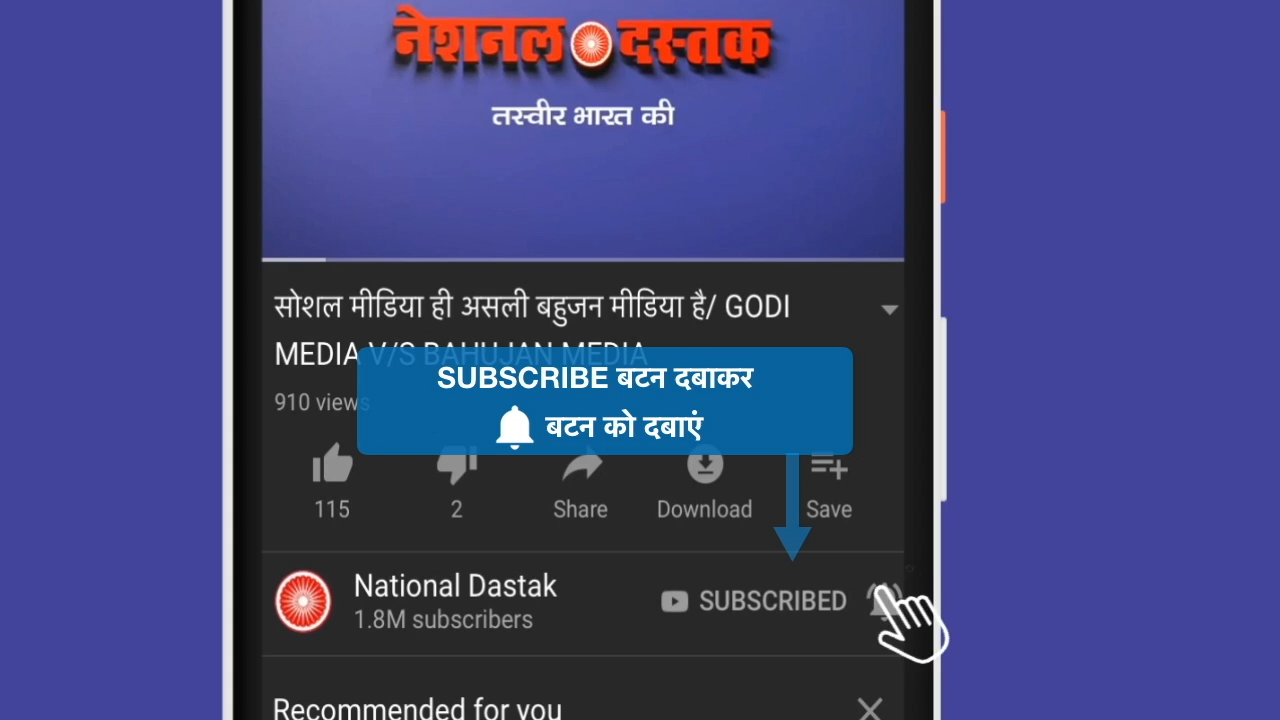 नेशनल दस्तक
तस्वीर भारत की
सोशल मीडिया ही असली बहुजन मीडिया है/ GODI
MEDIA V/S BAHUJAN MEDIA
SUBSCRIBE बटन दबाकर
बटन को दबाएं
910 views
115
2
Share
Download
Save
National Dastak
1.8M subscribers
SUBSCRIBED
Recommended for you